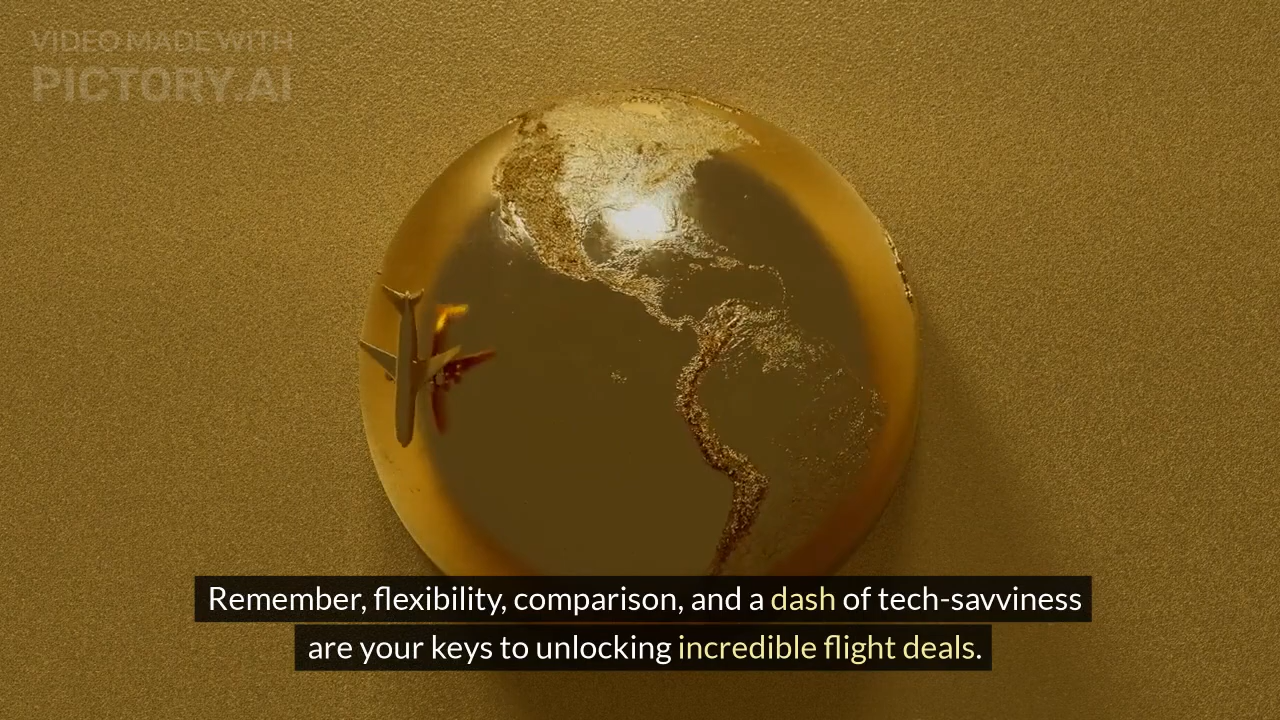 VIDEO MADE WITH
PICTORY.AI
Remember, flexibility, comparison, and a dash of tech-savviness
are your keys to unlocking incredible flight deals.